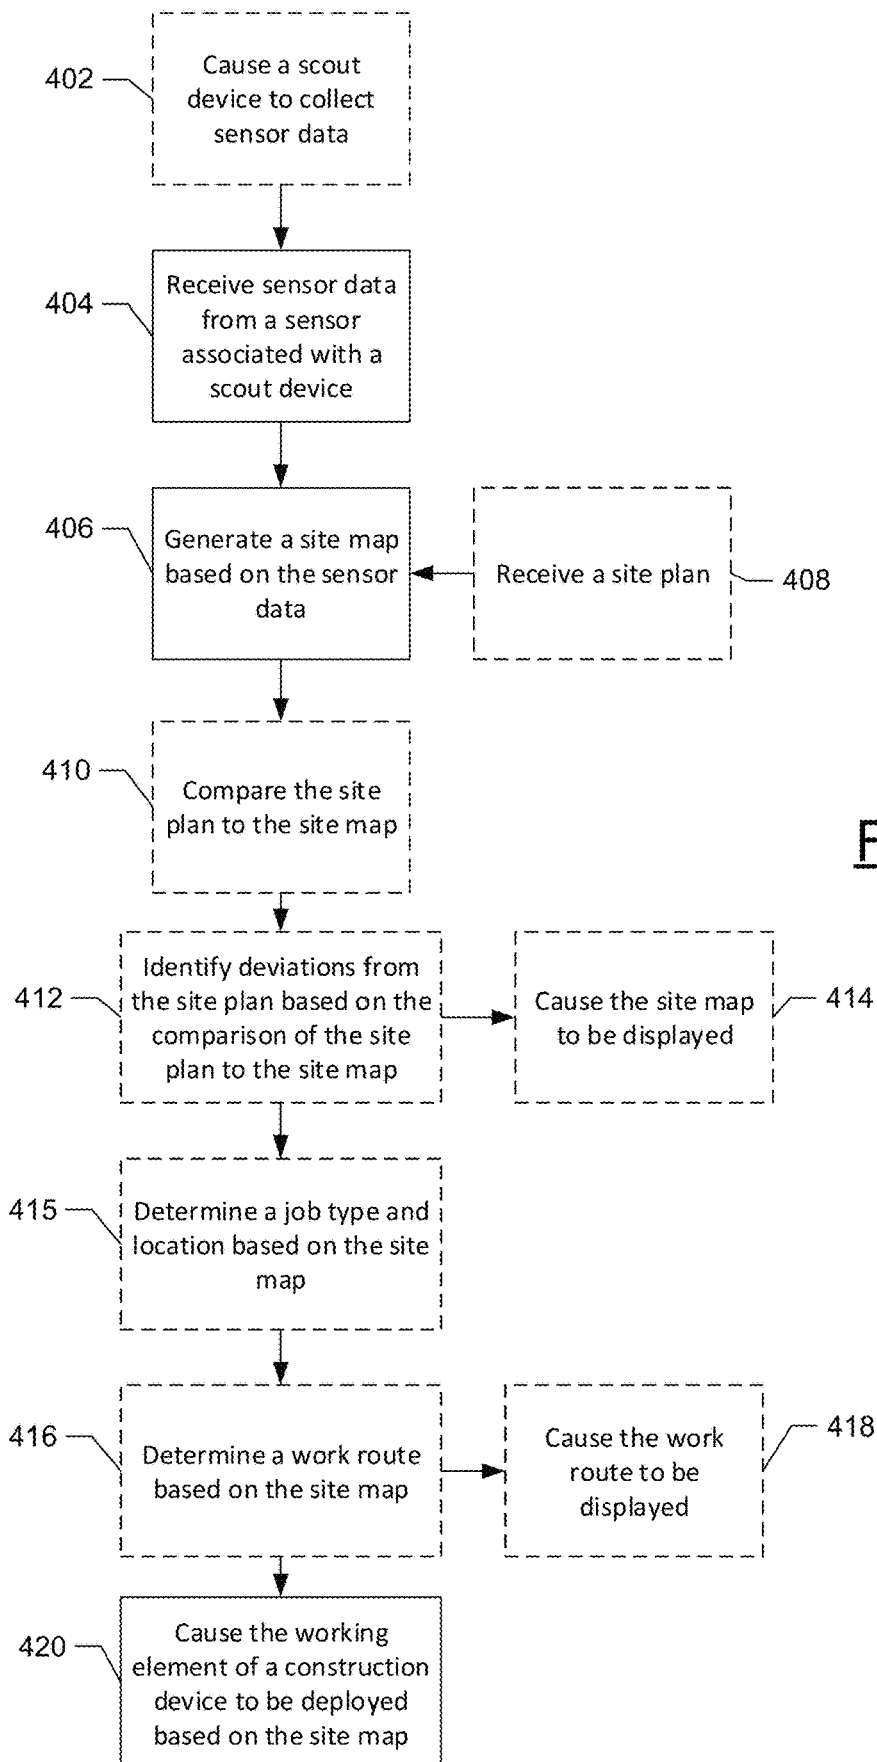 402
Cause a scout
device to collect
sensor data
404
Receive sensor data
from a sensor
associated with a
scout device
406
Generate a site map
based on the sensor
data
Receive a site plan
408
410
Compare the site
plan to the site map
F
412
Identify deviations from
the site plan based on the
comparison of the site
plan to the site map
Cause the site map
to be displayed
414
415
Determine a job type and
location based on the site
map
416
Determine a work route
based on the site map
Cause the work
route to be
displayed
418
420
Cause the working
element of a construction
device to be deployed
based on the site map